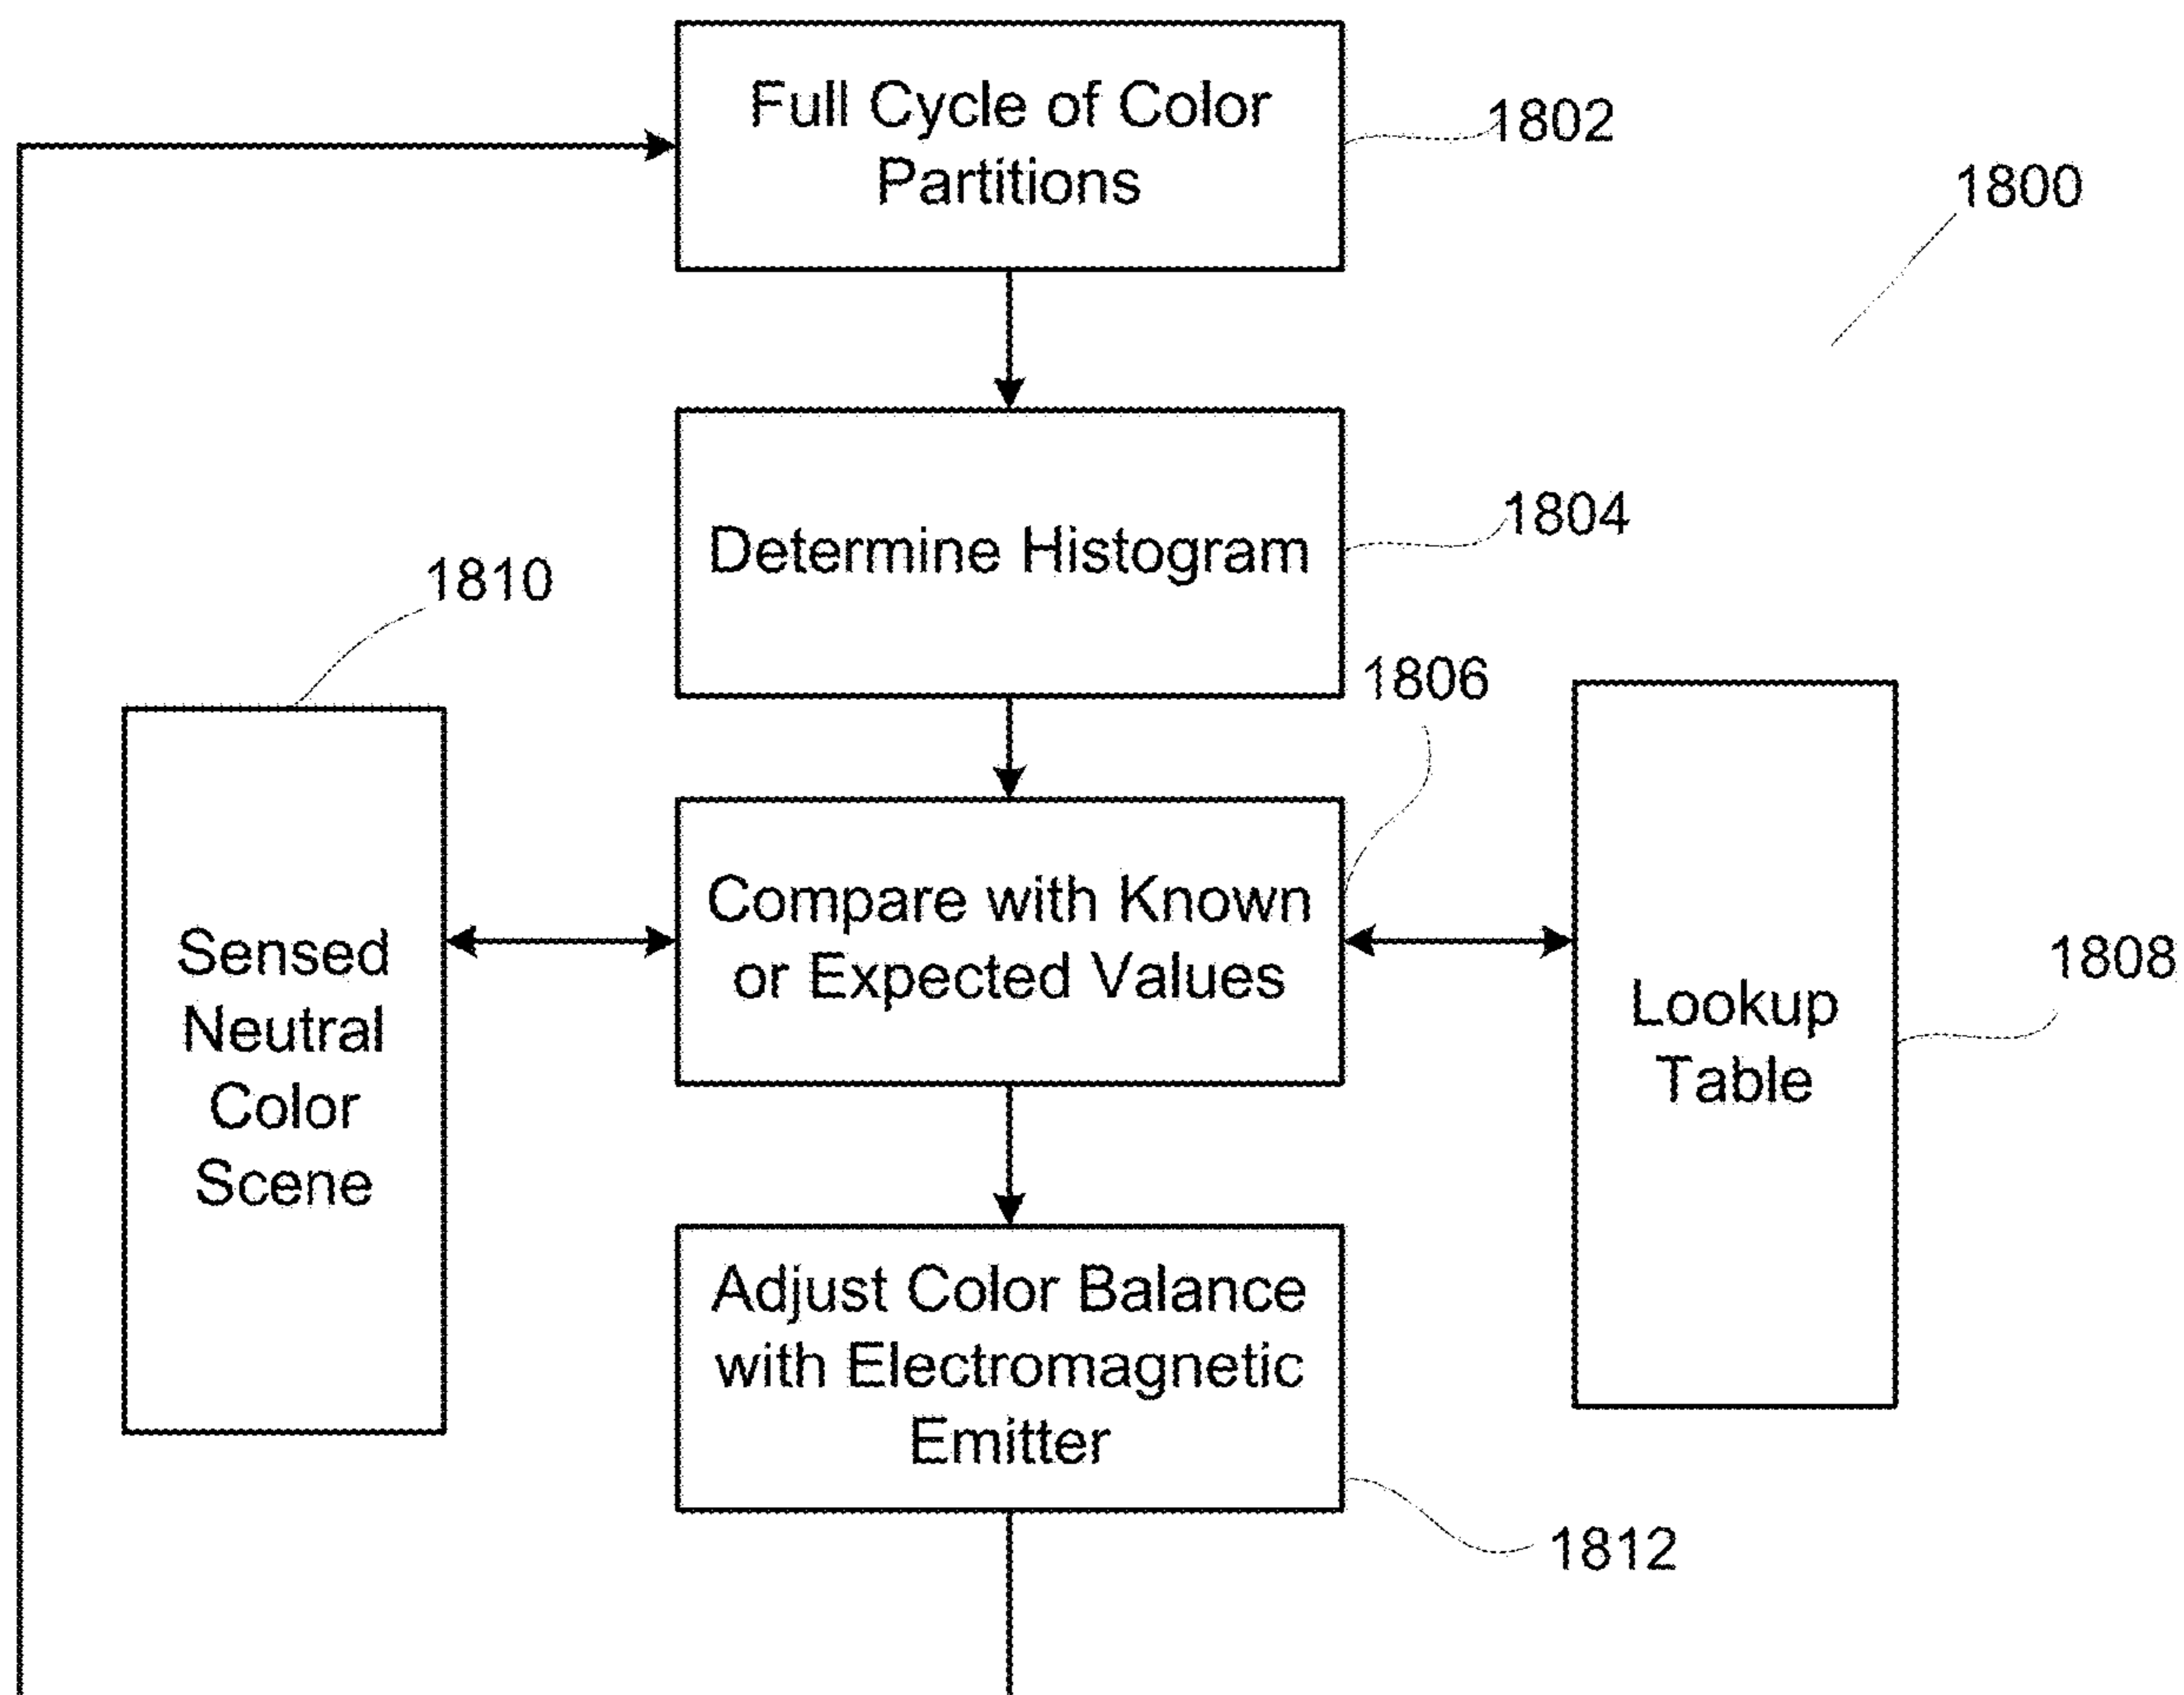 Full Cycle of Color
Partitions
1802
1800
Determine Histogram
1804
1810
1806
Compare with Known
or Expected Values
Sensed
Neutral
Color
Scene
Lookup
Table
1808
Adjust Color Balance
with Electromagnetic
Emitter
1812